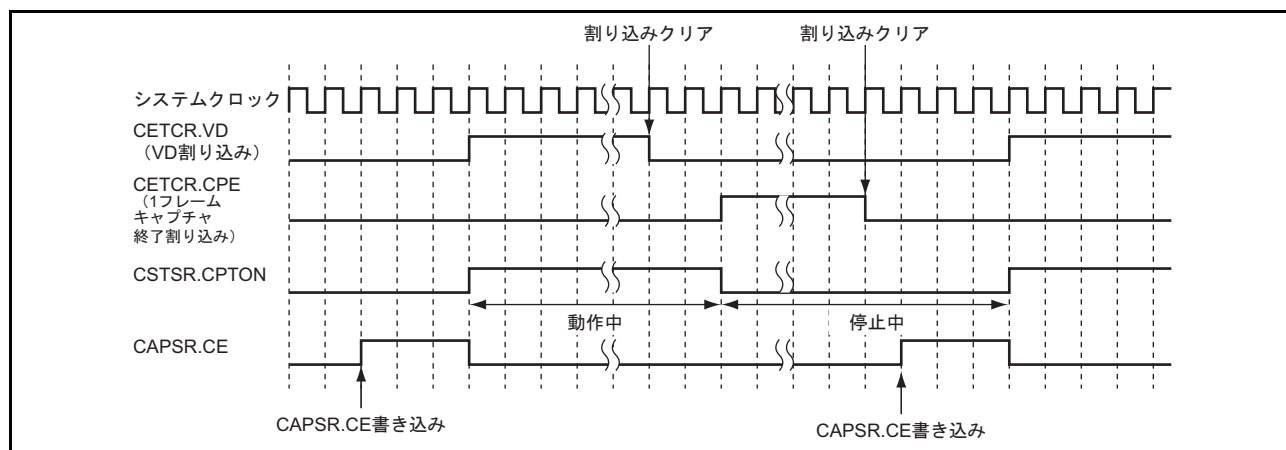 割り込みクリア 割り込みクリア
システムクロック
CETCR.VD
（VD割り込み）
CETCR.CPE
（1フレーム
キャプチャ
終了割り込み）
CSTSR.CPTON
動作中 停止中
CAPSR.CE
CAPSR.CE書き込み CAPSR.CE書き込み